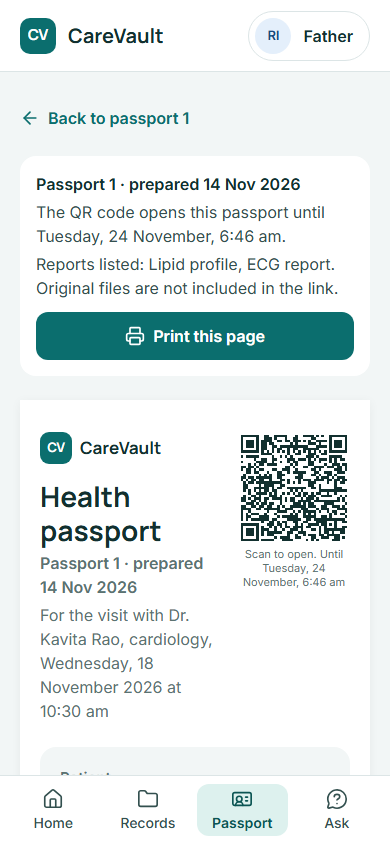 CV CareVault RI Father
Back to passport 1
Passport 1 · prepared 14 Nov 2026
The QR code opens this passport until
Tuesday, 24 November, 6:46 am.
Reports listed: Lipid profile, ECG report.
Original files are not included in the link.
Print this page
CV CareVault
Health
passport
Passport 1 · prepared
14 Nov 2026
For the visit with Dr.
Kavita Rao, cardiology,
Wednesday, 18
November 2026 at
10:30 am
Scan to open. Until
Tuesday, 24
November, 6:46 am
Home Records Passport Ask